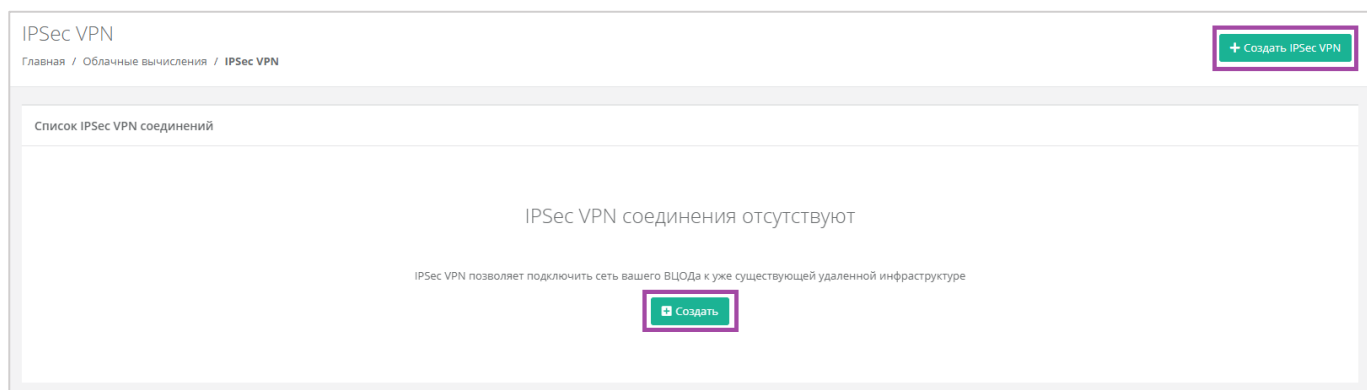 IPSec VPN
Главная / Облачные вычисления / IPSec VPN
Создать IPSec VPN
Список IPSec VPN соединений
IPSec VPN соединения отсутствуют
IPSec VPN позволяет подключить сеть вашего ВЦОДа к уже существующей удаленной инфраструктуре
Создать